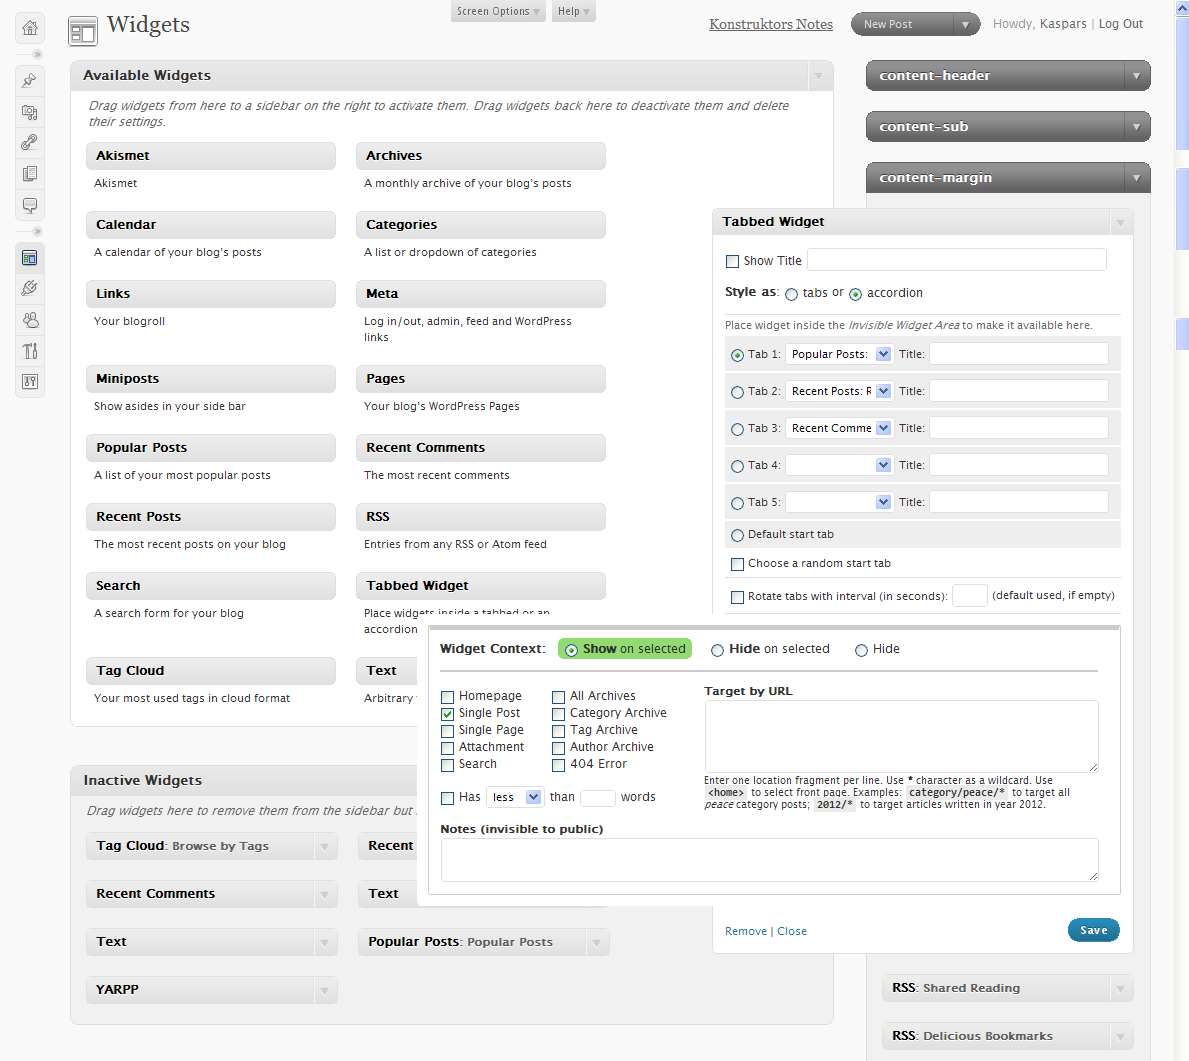 Screen Options
Help
Widgets
Konstruktors Notes
New Post
Howdy, Kaspars | Log Out
Available Widgets
Drag widgets from here to a sidebar on the right to activate them. Drag widgets back here to deactivate them and delete
their settings.
Akismet
Akismet
Archives
A monthly archive of your blog's posts
Calendar
A calendar of your blog's posts
Categories
A list or dropdown of categories
Links
Your blogroll
Meta
Log in/out, admin, feed and WordPress
links
Miniposts
Show asides in your side bar
Pages
Your blog's WordPress Pages
Popular Posts
A list of your most popular posts
Recent Comments
The most recent comments
Recent Posts
The most recent posts on your blog
RSS
Entries from any RSS or Atom feed
Search
A search form for your blog
Tabbed Widget
Place widgets inside a tabbed or an
accordion
Tag Cloud
Your most used tags in cloud format
Text
Arbitrary
Inactive Widgets
Drag widgets here to remove them from the sidebar but
Tag Cloud: Browse by Tags
Recent
Recent Comments
Text
Text
Popular Posts: Popular Posts
YARPP
content-header
content-sub
content-margin
Tabbed Widget
Show Title
Style as: tabs or accordion
Place widget inside the Invisible Widget Area to make it available here.
Tab 1: Popular Posts: Title:
Tab 2: Recent Posts: R Title:
Tab 3: Recent Comme Title:
Tab 4: Title:
Tab 5: Title:
Default start tab
Choose a random start tab
Rotate tabs with interval (in seconds): (default used, if empty)
Widget Context: Show on selected Hide on selected Hide
Homepage
Single Post
Single Page
Attachment
Search
All Archives
Category Archive
Tag Archive
Author Archive
404 Error
Has less than words
Target by URL
Enter one location fragment per line. Use * character as a wildcard. Use
<home> to select front page. Examples: category/peace/* to target all
peace category posts; 2012/* to target articles written in year 2012.
Notes (invisible to public)
Remove | Close
Save
RSS: Shared Reading
RSS: Delicious Bookmarks